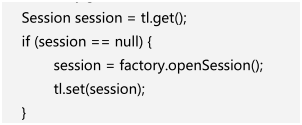 Session session = tl.get();
if (session == null) {
session = factory.openSession();
tl.set(session);
}